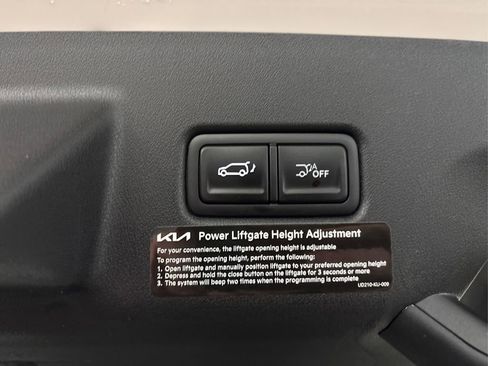 A
OFF
KIA Power Liftgate Height Adjustment
For your convenience, the liftgate opening height is adjustable
To program the opening height, perform the following:
1. Open liftgate and manually position liftgate to your preferred opening height
2. Depress and hold the close button on the liftgate for 3 seconds or more
3. The system will beep two times when the programming is complete
UD210-KU-009